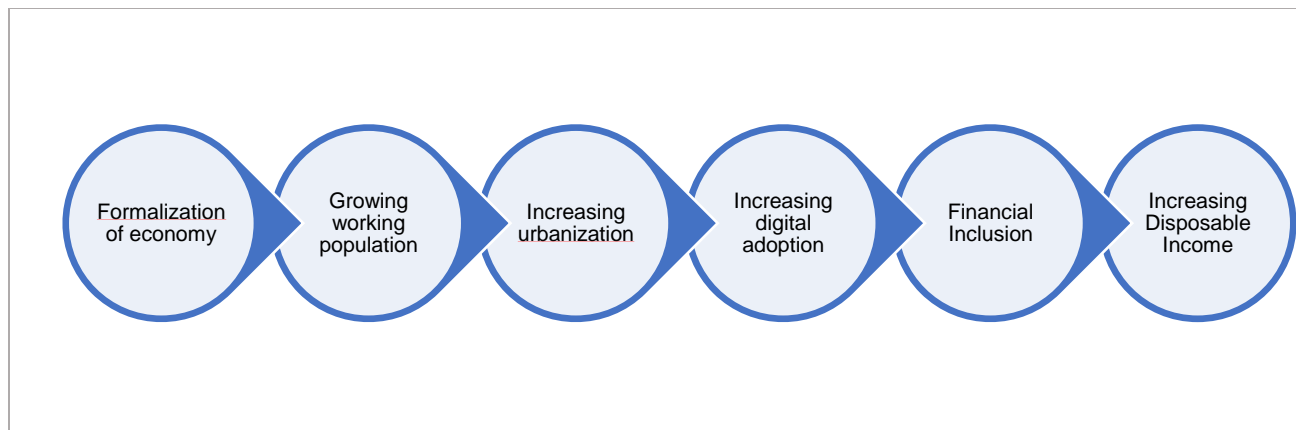 Formalization
of economy
Growing
working
population
Increasing
urbanization
Increasing
digital
adoption
Financial
Inclusion
Increasing
Disposable
Income